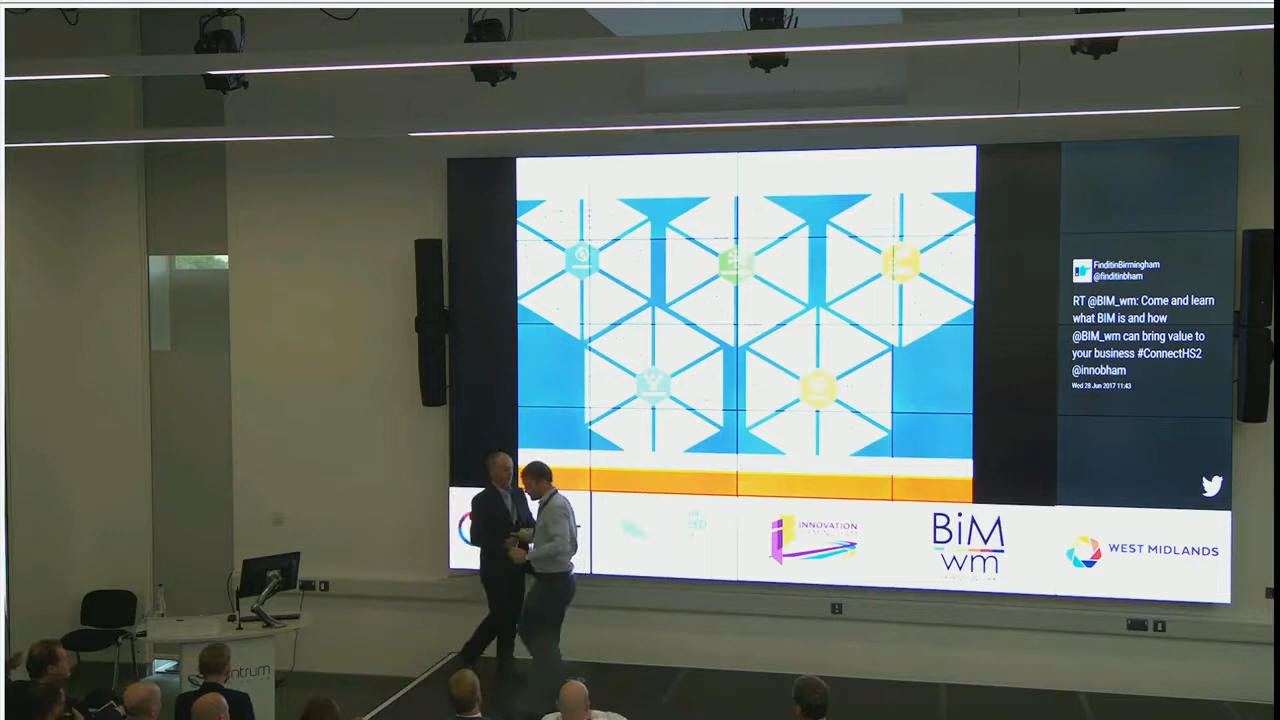 FinditinBirmingham
@finditinbham
RT @BIM_wm: Come and learn
what BIM is and how
@BIM_wm can bring value to
your business #ConnectHS2
@innobham
Wed 28 Jun 2017 11:43
INNOVATION
BiM
wm
WEST MIDLANDS
ntrum